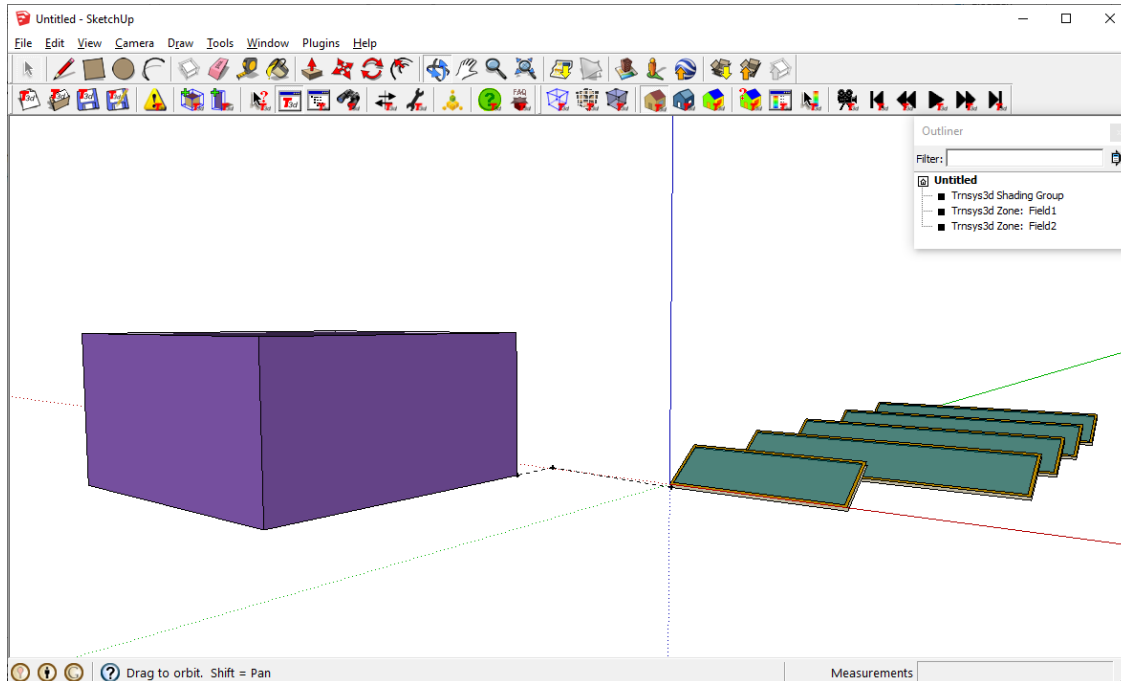 Untitled - SketchUp
File Edit View Camera Draw Tools Window Plugins Help
T3d FAQ
Outliner
Filter:
Untitled
Trnsys3d Shading Group
Trnsys3d Zone: Field1
Trnsys3d Zone: Field2
Drag to orbit. Shift = Pan
Measurements